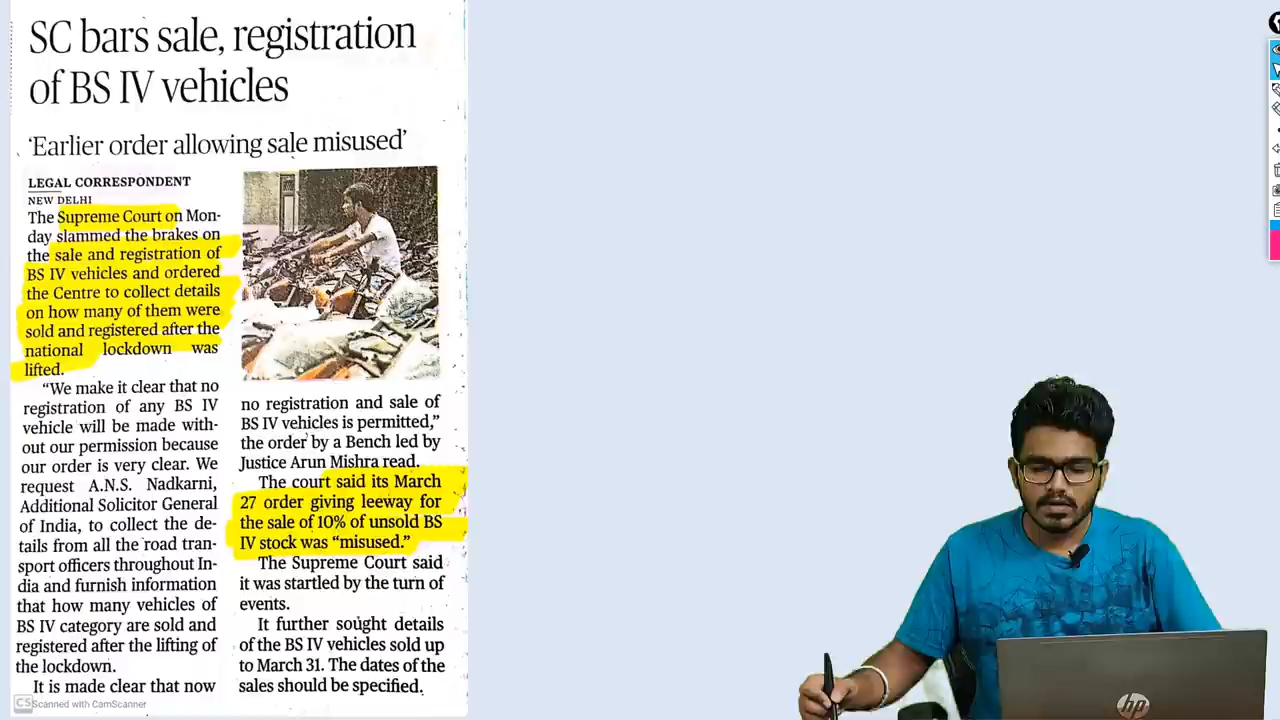 SC bars sale, registration
of BS IV vehicles
‘Earlier order allowing sale misused’
LEGAL CORRESPONDENT
NEW DELHI
The Supreme Court on Mon-
day slammed the brakes on
the sale and registration of
BS IV vehicles and ordered
the Centre to collect details
on how many of them were
sold and registered after the
national lockdown was
lifted.
“We make it clear that no
registration of any BS IV
vehicle will be made with-
out our permission because
our order is very clear. We
request A.N.S. Nadkarni,
Additional Solicitor General
of India, to collect the de-
tails from all the road tran-
sport officers throughout In-
dia and furnish information
that how many vehicles of
BS IV category are sold and
registered after the lifting of
the lockdown.
It is made clear that now
no registration and sale of
BS IV vehicles is permitted,”
the order by a Bench led by
Justice Arun Mishra read.
The court said its March
27 order giving leeway for
the sale of 10% of unsold BS
IV stock was “misused.”
The Supreme Court said
it was startled by the turn of
events.
It further sought details
of the BS IV vehicles sold up
to March 31. The dates of the
sales should be specified.
CS Scanned with CamScanner
hp